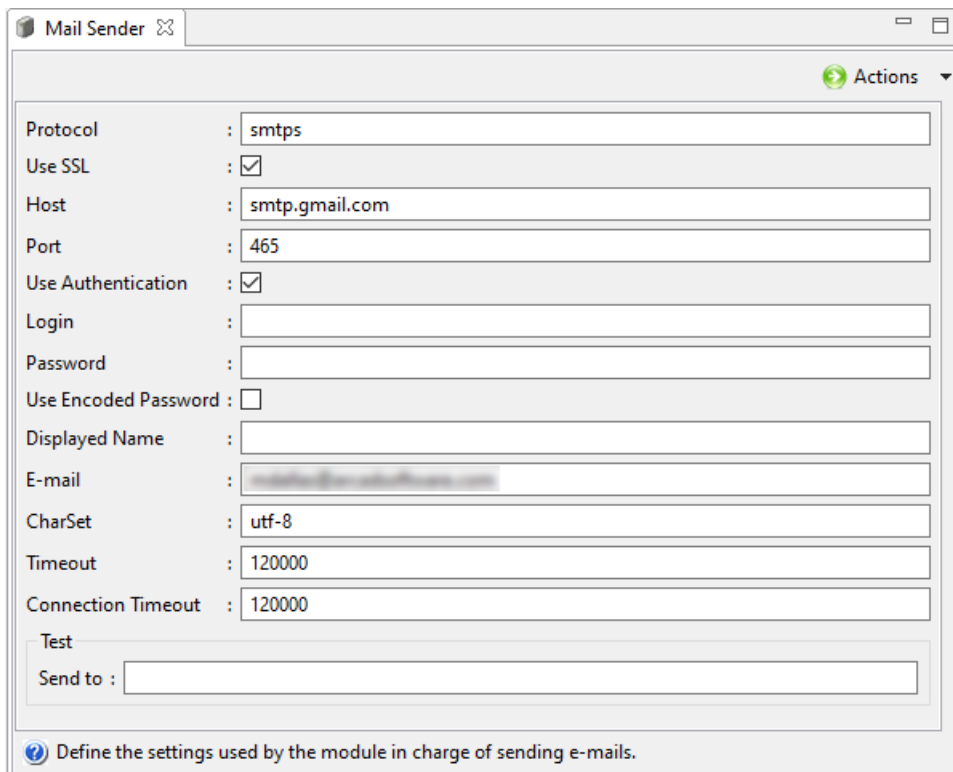 Mail Sender
Actions
Protocol : smtps
Use SSL :
Host : smtp.gmail.com
Port : 465
Use Authentication :
Login :
Password :
Use Encoded Password :
Displayed Name :
E-mail :
CharSet : utf-8
Timeout : 120000
Connection Timeout : 120000
Test
Send to :
Define the settings used by the module in charge of sending e-mails.